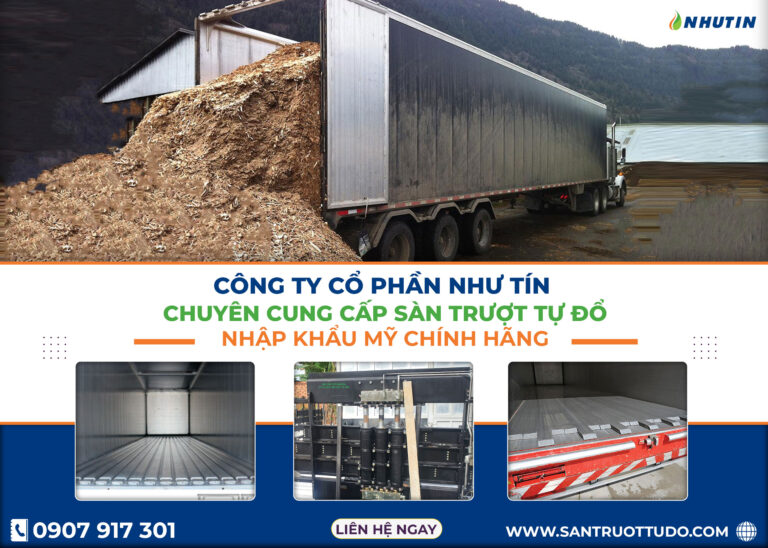 NHUTIN
CÔNG TY CỔ PHẦN NHƯ TÍN
CHUYÊN CUNG CẤP SÀN TRƯỢT TỰ ĐỔ
NHẬP KHẨU MỸ CHÍNH HÃNG
0907 917 301
LIÊN HỆ NGAY
WWW.SANTRUOTTUDO.COM